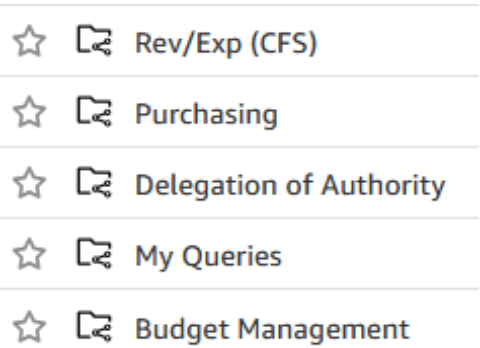 Rev/Exp (CFS)
Purchasing
Delegation of Authority
My Queries
Budget Management